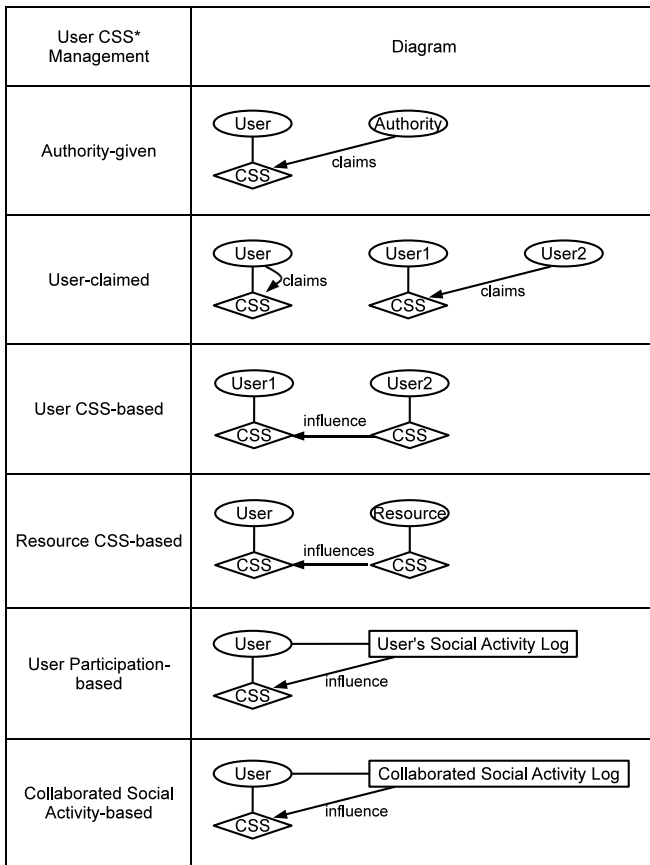 User CSS*
Management
Diagram
Authority-given
User
Authority
CSS
claims
User-claimed
User
User1
User2
claims
CSS
CSS
claims
User CSS-based
User1
User2
influence
CSS
CSS
Resource CSS-based
User
Resource
influences
CSS
CSS
User Participation-
based
User
User's Social Activity Log
CSS
influence
Collaborated Social
Activity-based
User
Collaborated Social Activity Log
CSS
influence